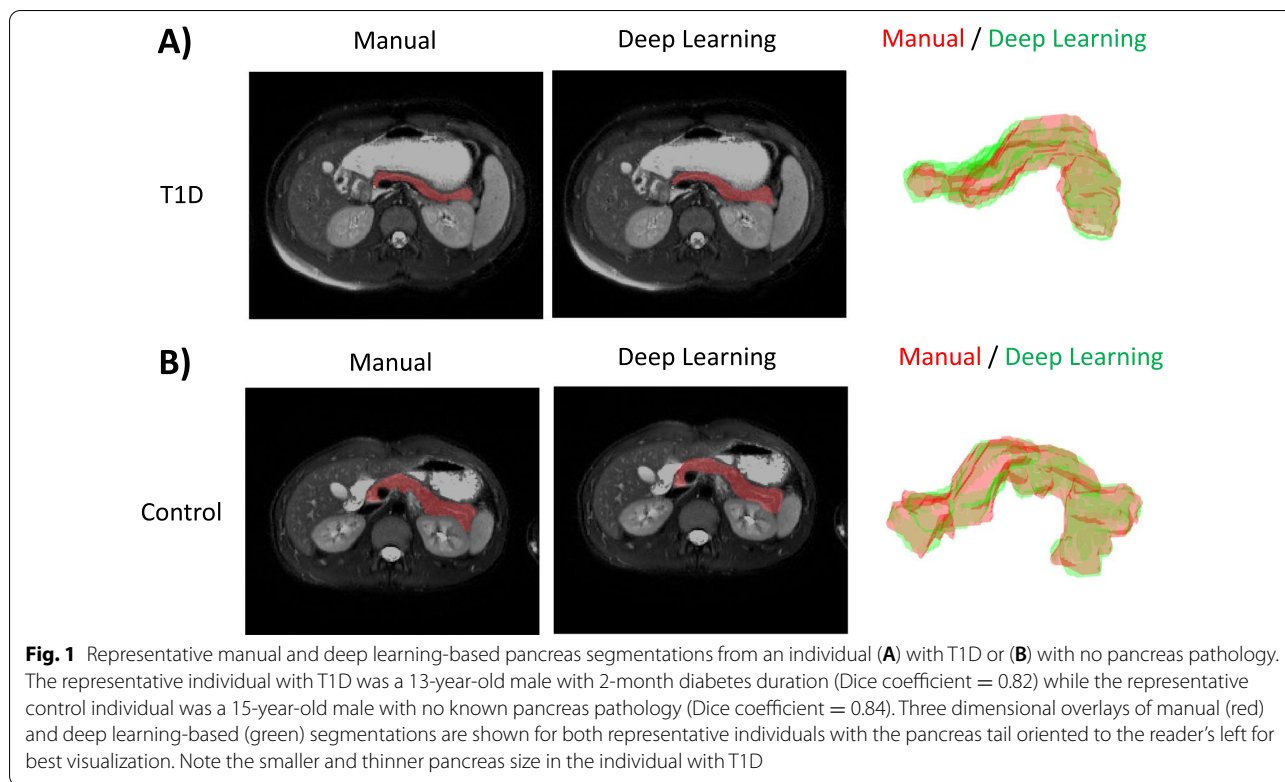 A)
Manual
Deep Learning
Manual / Deep Learning
T1D
B)
Manual
Deep Learning
Manual / Deep Learning
Control
Fig. 1 Representative manual and deep learning-based pancreas segmentations from an individual (A) with T1D or (B) with no pancreas pathology.
The representative individual with T1D was a 13-year-old male with 2-month diabetes duration (Dice coefficient = 0.82) while the representative
control individual was a 15-year-old male with no known pancreas pathology (Dice coefficient = 0.84). Three dimensional overlays of manual (red)
and deep learning-based (green) segmentations are shown for both representative individuals with the pancreas tail oriented to the reader's left for
best visualization. Note the smaller and thinner pancreas size in the individual with T1D